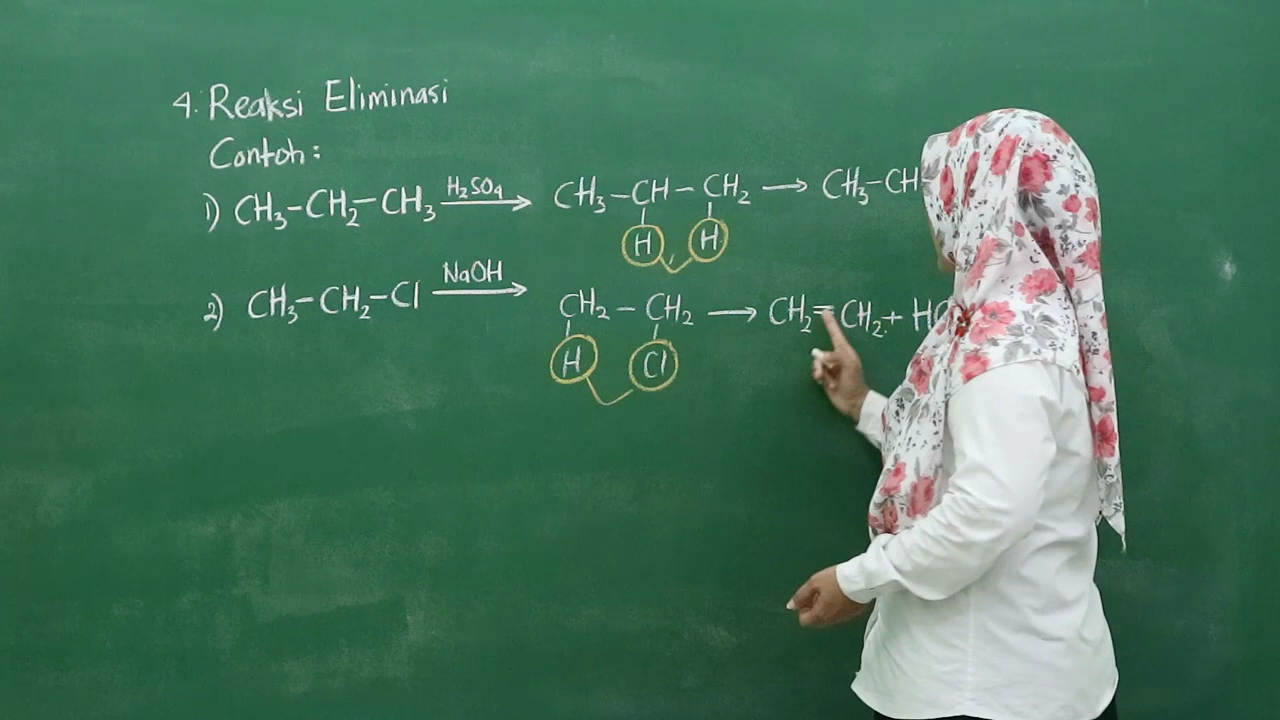 4. Reaksi Eliminasi
Contoh:
1) CH₃-CH₂-CH₃ H₂SO₄ → CH₃-CH-CH₂ → CH₃-CH
H H
2) CH₃-CH₂-Cl NaOH → CH₂-CH₂ → CH₂=CH₂ + HC
H Cl